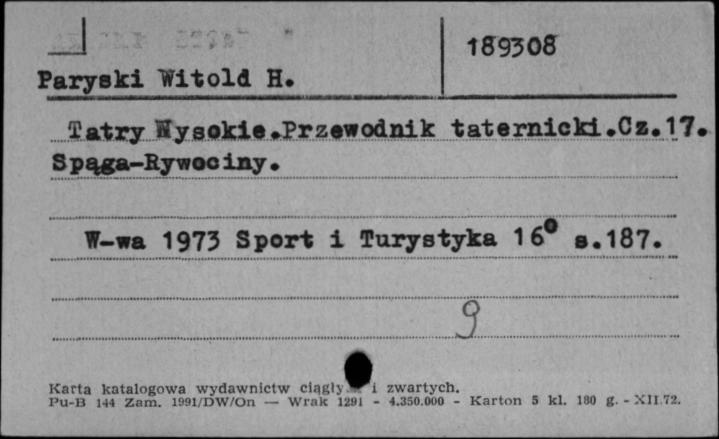 189308
Paryski Witold H.
Tatry Wysokie.Przewodnik taternicki.Cz.17.
Spąga-Rywociny.
W-wa 1973 Sport i Turystyka 16° s.187.
9
Karta katalogowa wydawnictw ciągły i zwartych.
Pu-B 144 Zam. 1991/DW/On — Wrak 1291 - 4.350.000 - Karton 5 kl. 180 g. - XII.72.